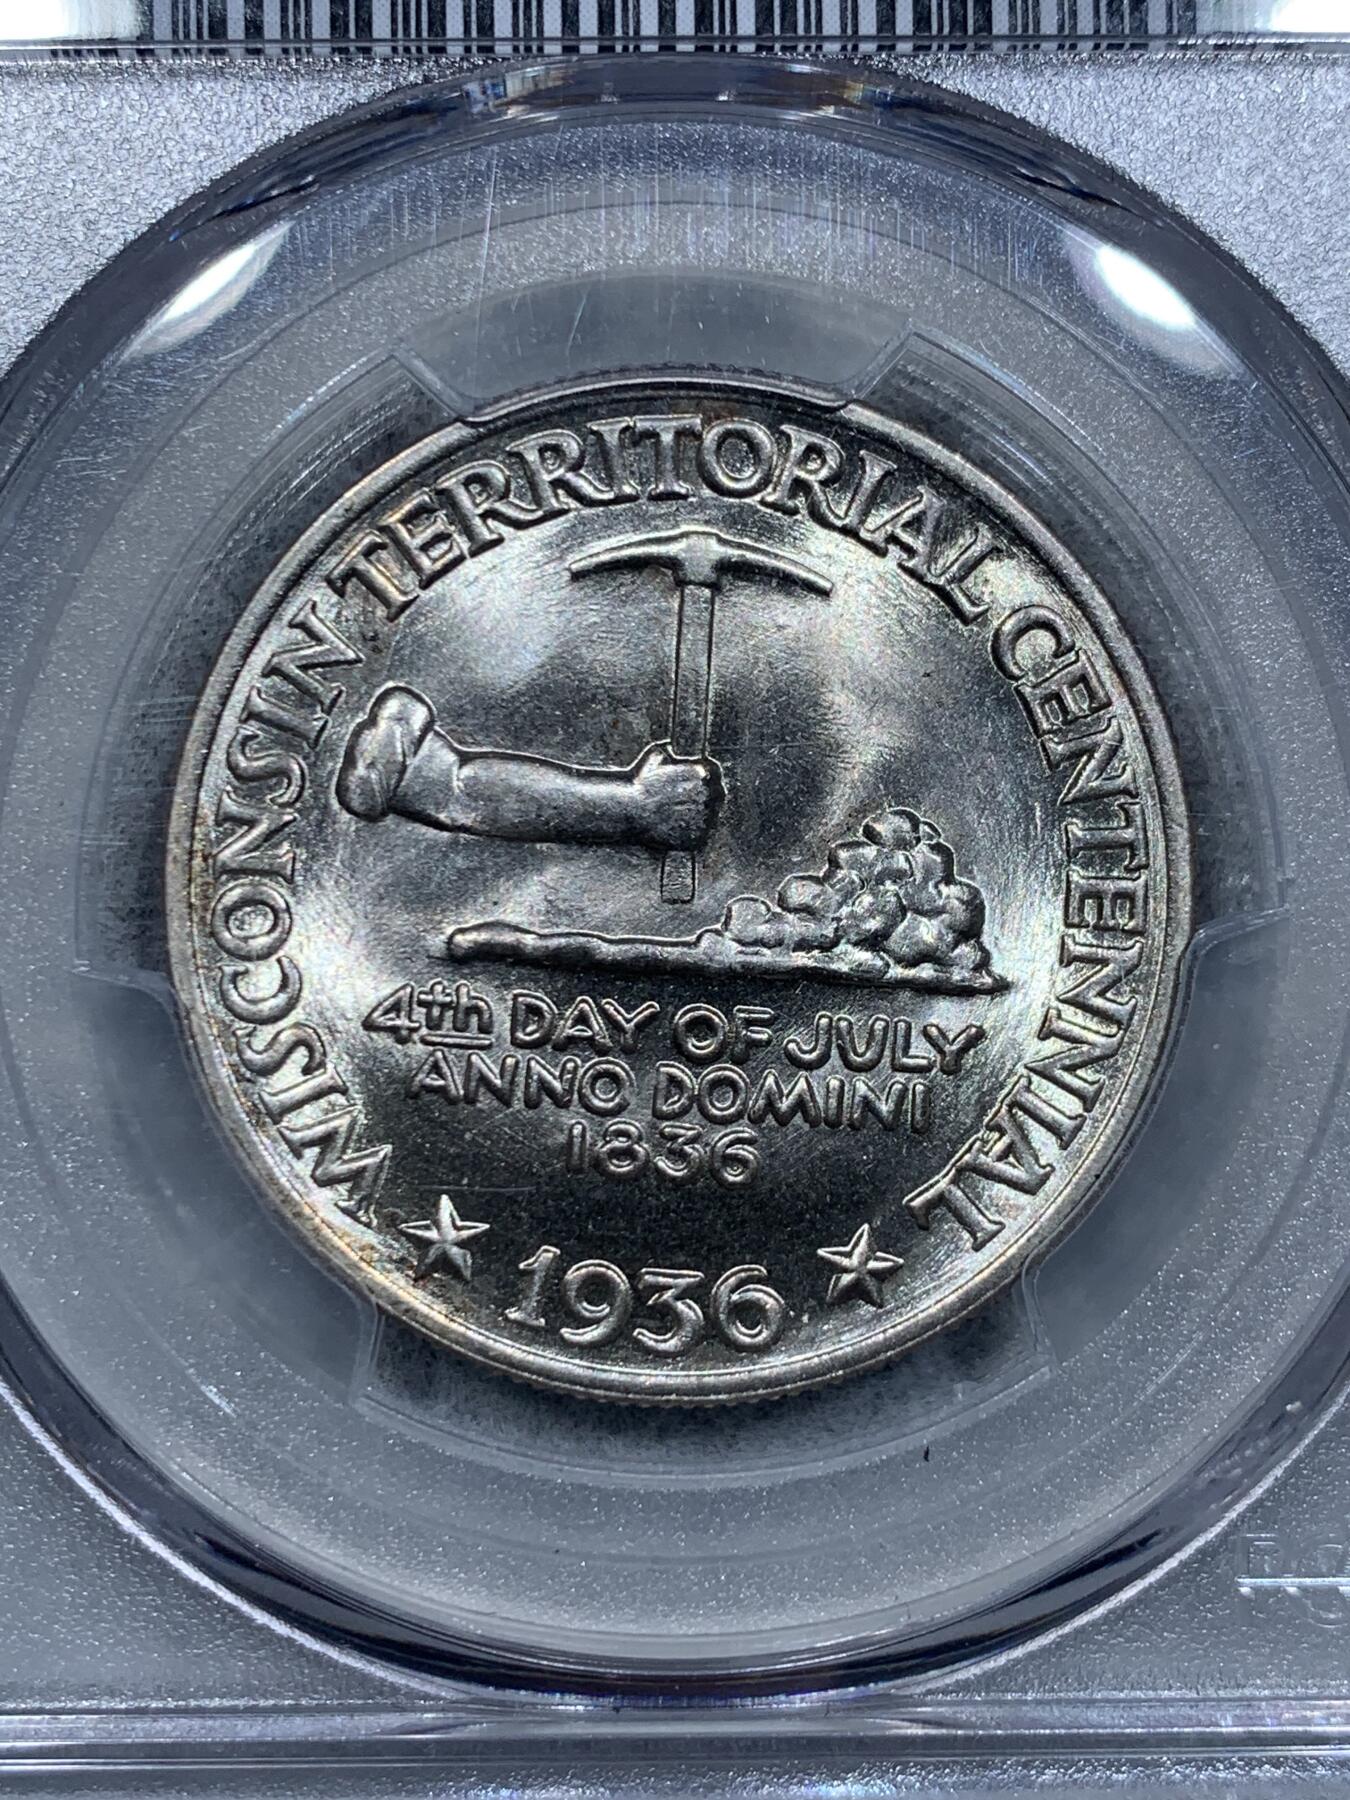 WISCONSIN TERRITORIAL CENTENNIAL
4th DAY OF JULY
ANNO DOMINI
1836
★ 1936 ★